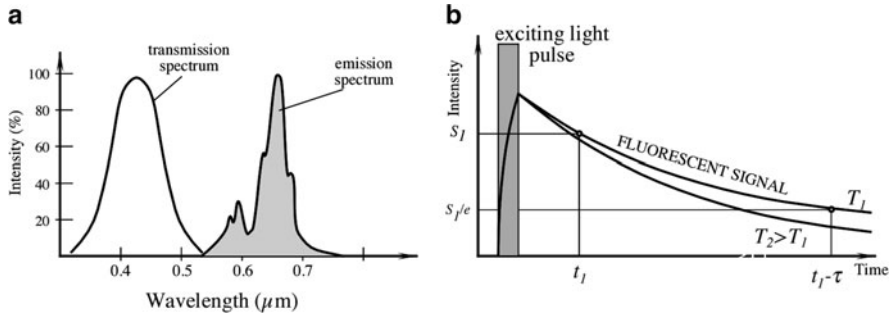 a
transmission
spectrum
emission
spectrum
Intensity (%)
100
80
60
40
20
0.4
0.5
0.6
0.7
Wavelength (μm)
b
exciting light
pulse
Intensity
S1
S1/e
FLUORESCENT SIGNAL
T1
T2>T1
t1
t1-τ
Time